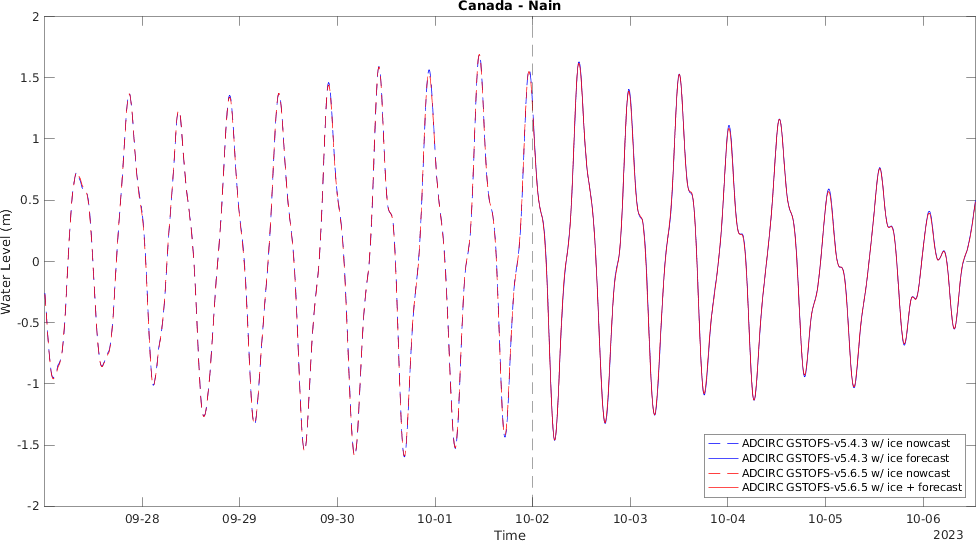 Canada - Nain
2
1.5
1
0.5
0
-0.5
-1
-1.5
-2
Water Level (m)
ADCIRC GSTOFS-v5.4.3 w/ ice nowcast
ADCIRC GSTOFS-v5.4.3 w/ ice forecast
ADCIRC GSTOFS-v5.6.5 w/ ice nowcast
ADCIRC GSTOFS-v5.6.5 w/ ice + forecast
09-28 09-29 09-30 10-01 10-02 10-03 10-04 10-05 10-06
Time
2023